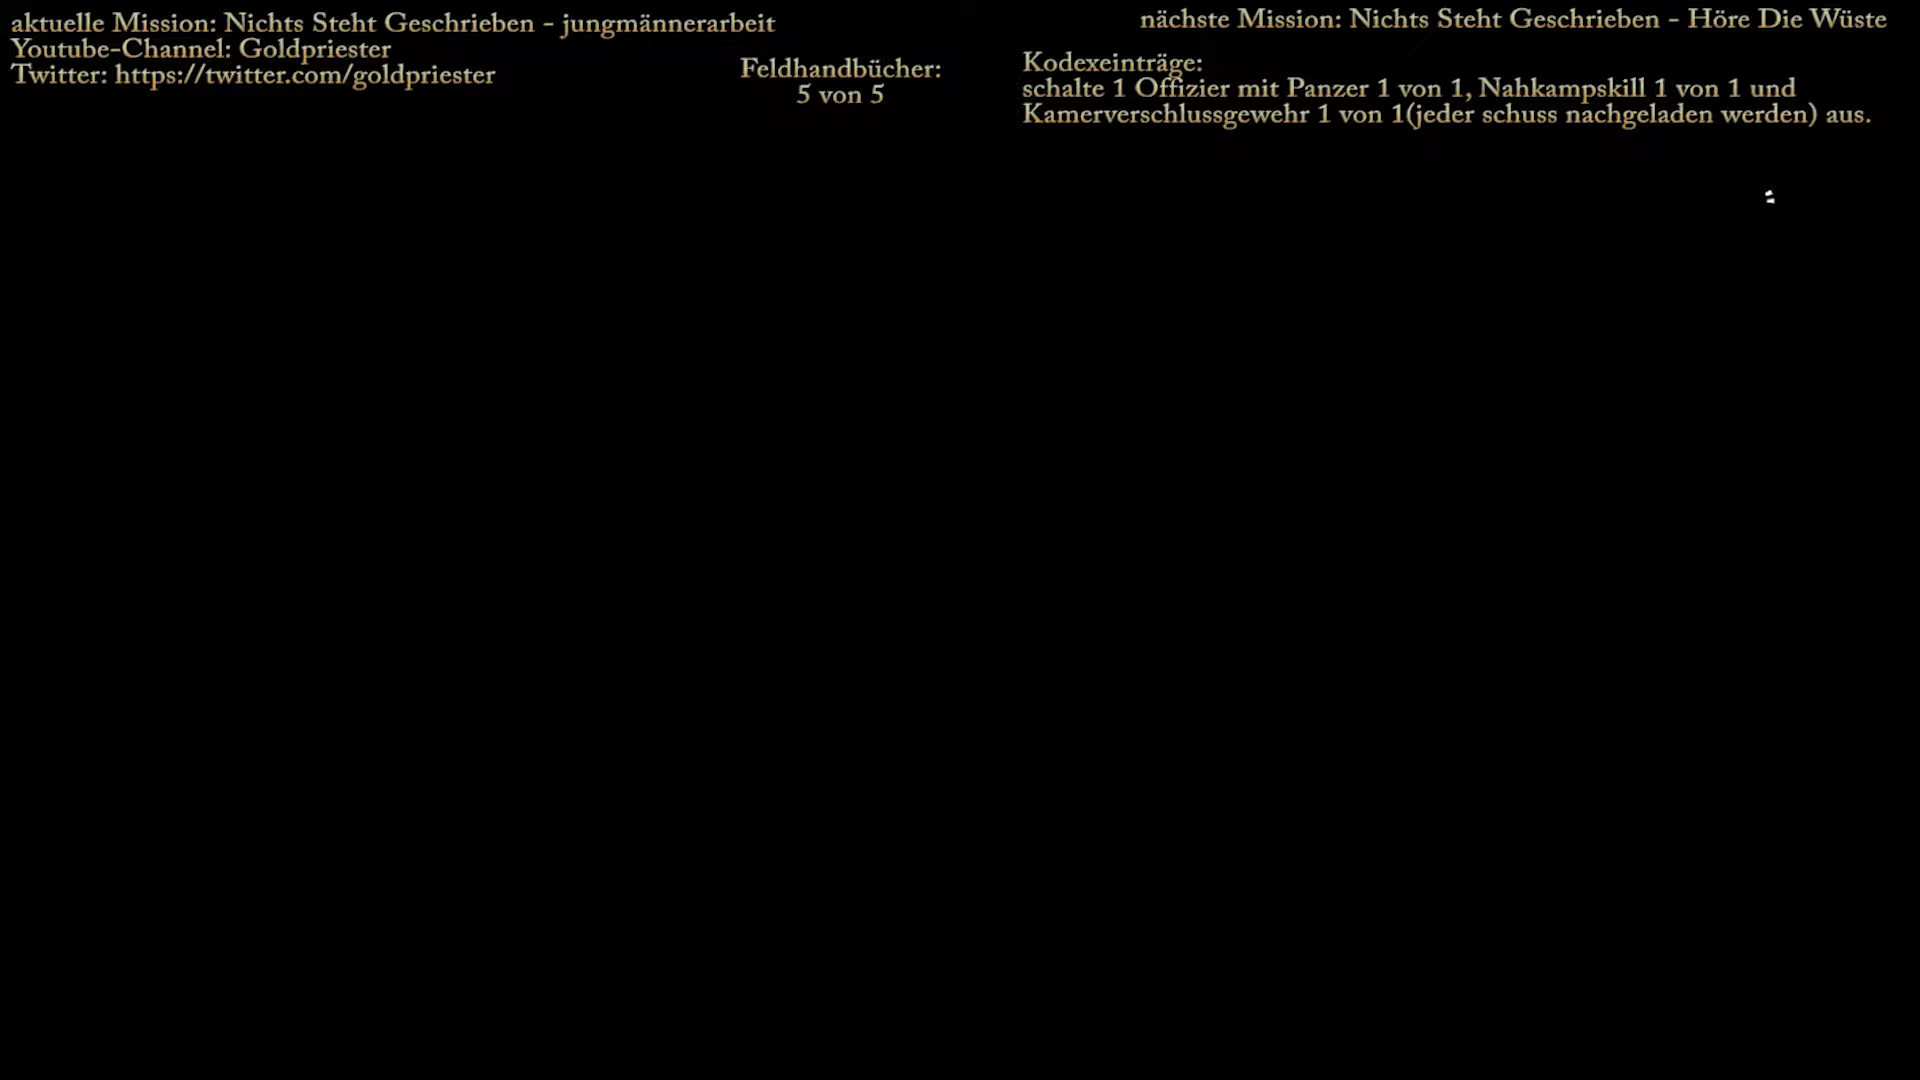 aktuelle Mission: Nichts Steht Geschrieben - jungmännerarbeit
Youtube-Channel: Goldpriester
Twitter: https://twitter.com/goldpriester
Feldhandbücher:
5 von 5
nächste Mission: Nichts Steht Geschrieben - Höre Die Wüste
Kodexeinträge:
schalte 1 Offizier mit Panzer 1 von 1, Nahkampskill 1 von 1 und
Kamerverschlussgewehr 1 von 1(jeder schuss nachgeladen werden) aus.